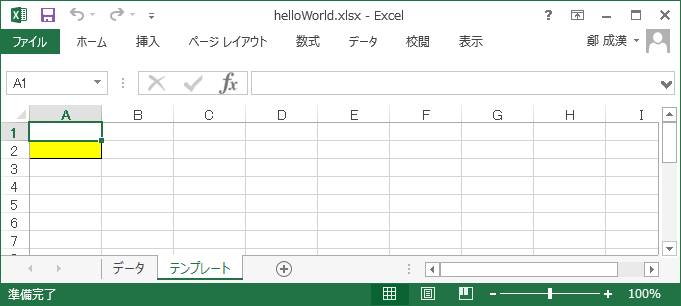 helloWorld.xlsx - Excel
ファイル ホーム 挿入 ページ レイアウト 数式 データ 校閲 表示 鄭 成漢
A1 fx
A B C D E F G H I
1
2
3
4
5
6
7
データ テンプレート
準備完了 100%